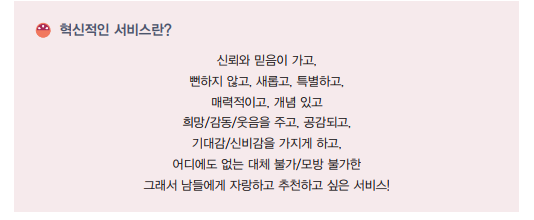 혁신적인 서비스란?
신뢰와 믿음이 가고,
뻔하지 않고, 새롭고, 특별하고,
매력적이고, 개념 있고
희망/감동/웃음을 주고, 공감되고,
기대감/신비감을 가지게 하고,
어디에도 없는 대체 불가/모방 불가한
그래서 남들에게 자랑하고 추천하고 싶은 서비스!